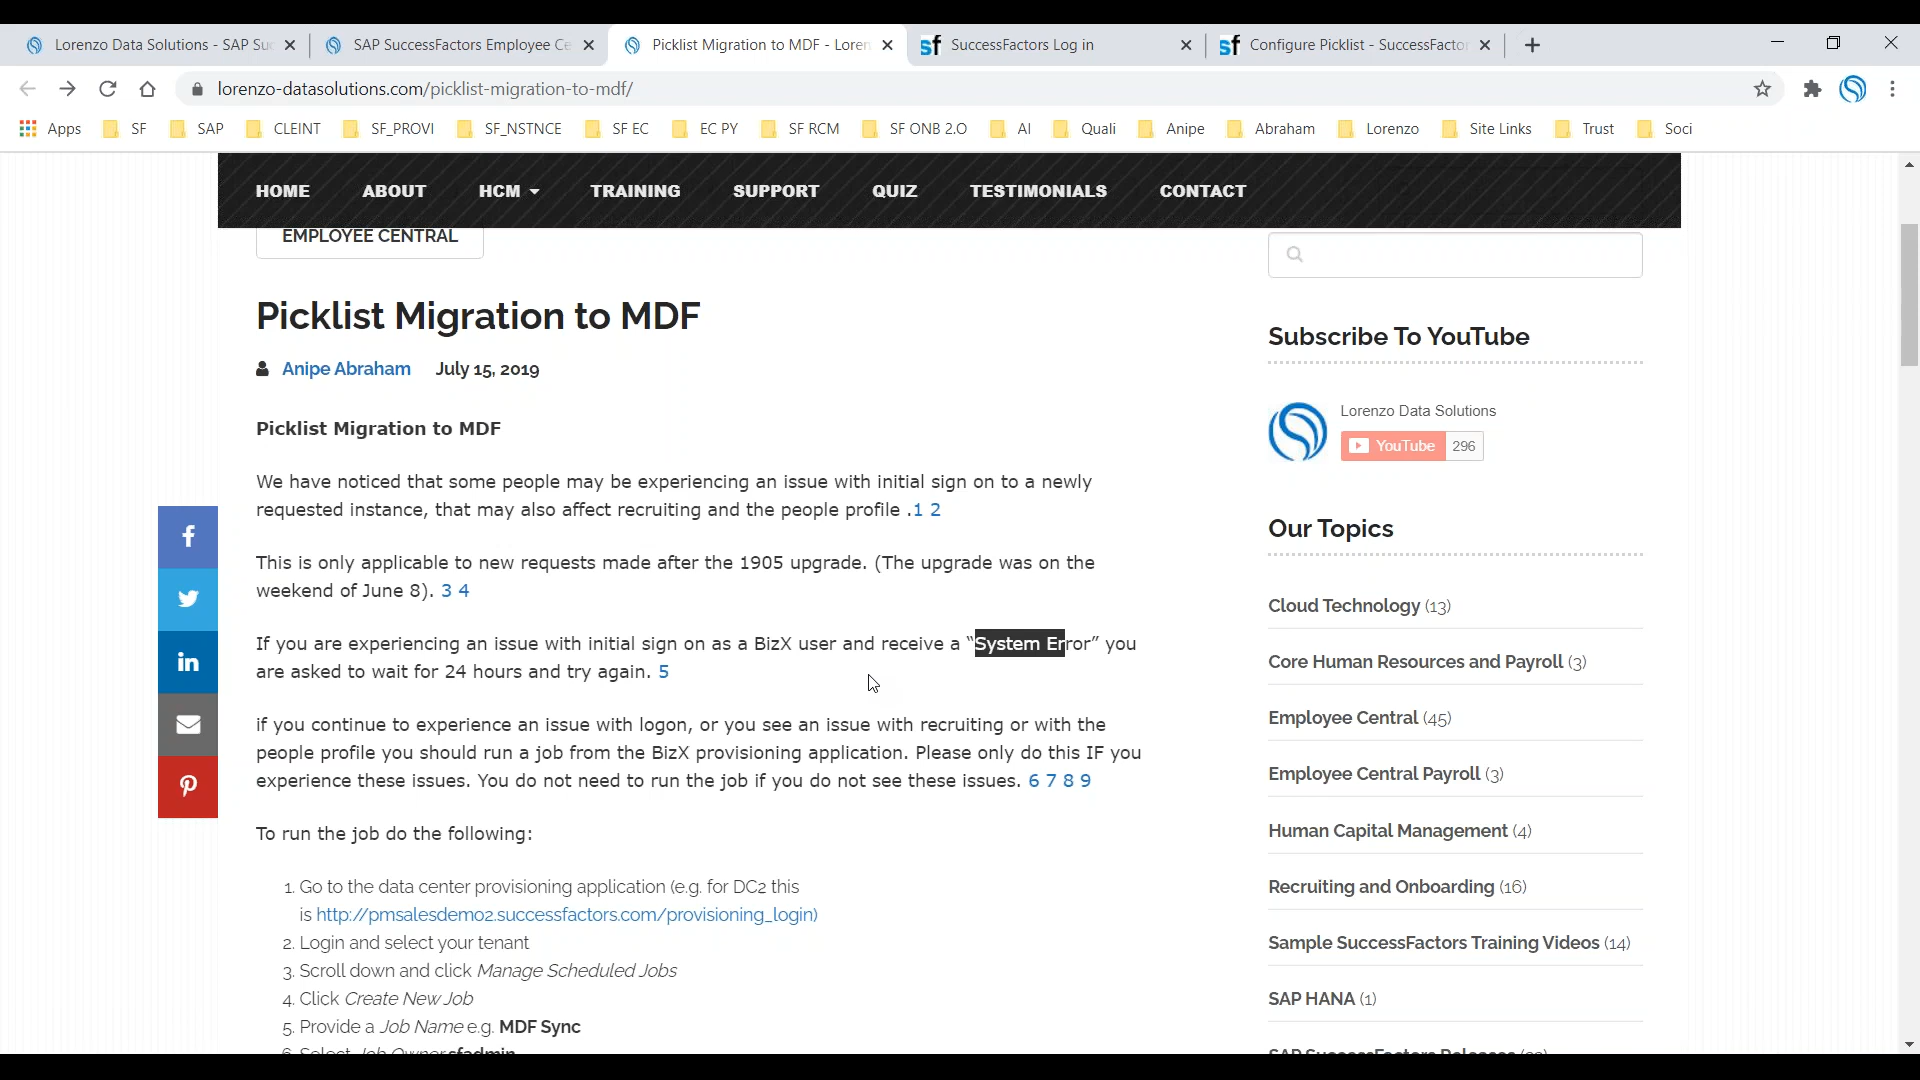 Lorenzo Data Solutions - SAP Su
SAP SuccessFactors Employee Ce
Picklist Migration to MDF - Loren
SuccessFactors Log in
Configure Picklist - SuccessFactor
lorenzo-datasolutions.com/picklist-migration-to-mdf/
Apps SF SAP CLEINT SF_PROVI SF_NSTNCE SF EC EC PY SF RCM SF ONB 2.O AI Quali Anipe Abraham Lorenzo Site Links Trust Soci
HOME ABOUT HCM TRAINING SUPPORT QUIZ TESTIMONIALS CONTACT
EMPLOYEE CENTRAL
Picklist Migration to MDF
Anipe Abraham July 15, 2019
Picklist Migration to MDF
We have noticed that some people may be experiencing an issue with initial sign on to a newly
requested instance, that may also affect recruiting and the people profile .1 2
This is only applicable to new requests made after the 1905 upgrade. (The upgrade was on the
weekend of June 8). 3 4
If you are experiencing an issue with initial sign on as a BizX user and receive a “System Error” you
are asked to wait for 24 hours and try again. 5
if you continue to experience an issue with logon, or you see an issue with recruiting or with the
people profile you should run a job from the BizX provisioning application. Please only do this IF you
experience these issues. You do not need to run the job if you do not see these issues. 6 7 8 9
To run the job do the following:
1. Go to the data center provisioning application (e.g. for DC2 this
is http://pmsalesdemo2.successfactors.com/provisioning_login)
2. Login and select your tenant
3. Scroll down and click Manage Scheduled Jobs
4. Click Create New Job
5. Provide a Job Name e.g. MDF Sync
6. Select Job Owner sfadmin
Subscribe To YouTube
Lorenzo Data Solutions
YouTube 296
Our Topics
Cloud Technology (13)
Core Human Resources and Payroll (3)
Employee Central (45)
Employee Central Payroll (3)
Human Capital Management (4)
Recruiting and Onboarding (16)
Sample SuccessFactors Training Videos (14)
SAP HANA (1)
SAP SuccessFactors Releases